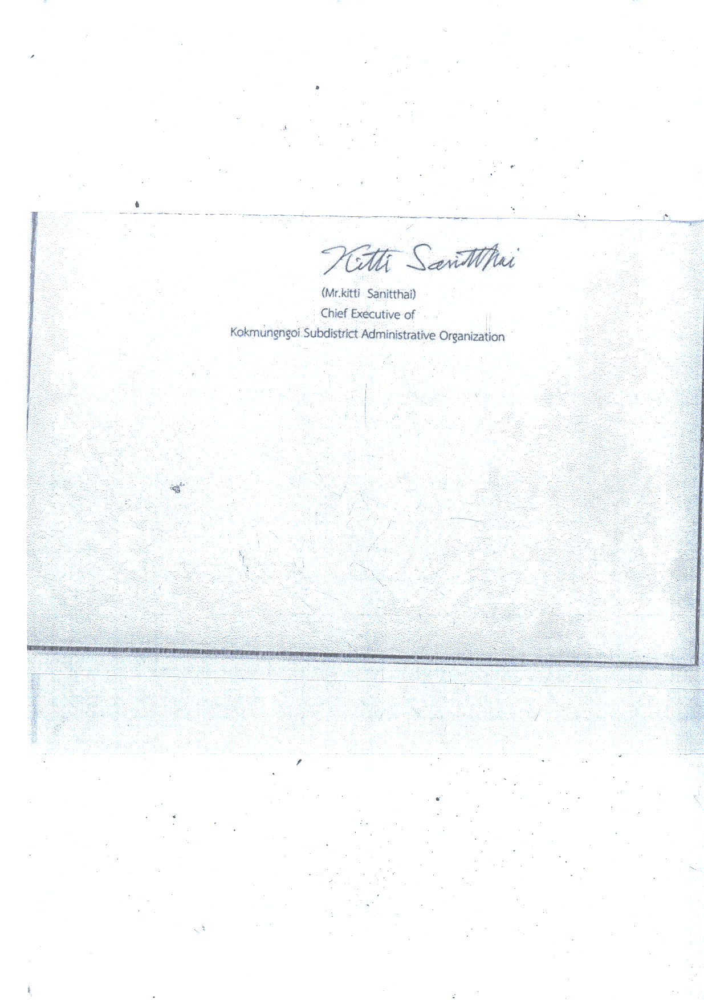 Kitti Sanitthai
(Mr.kitti Sanitthai)
Chief Executive of
Kokmungngoi Subdistrict Administrative Organization